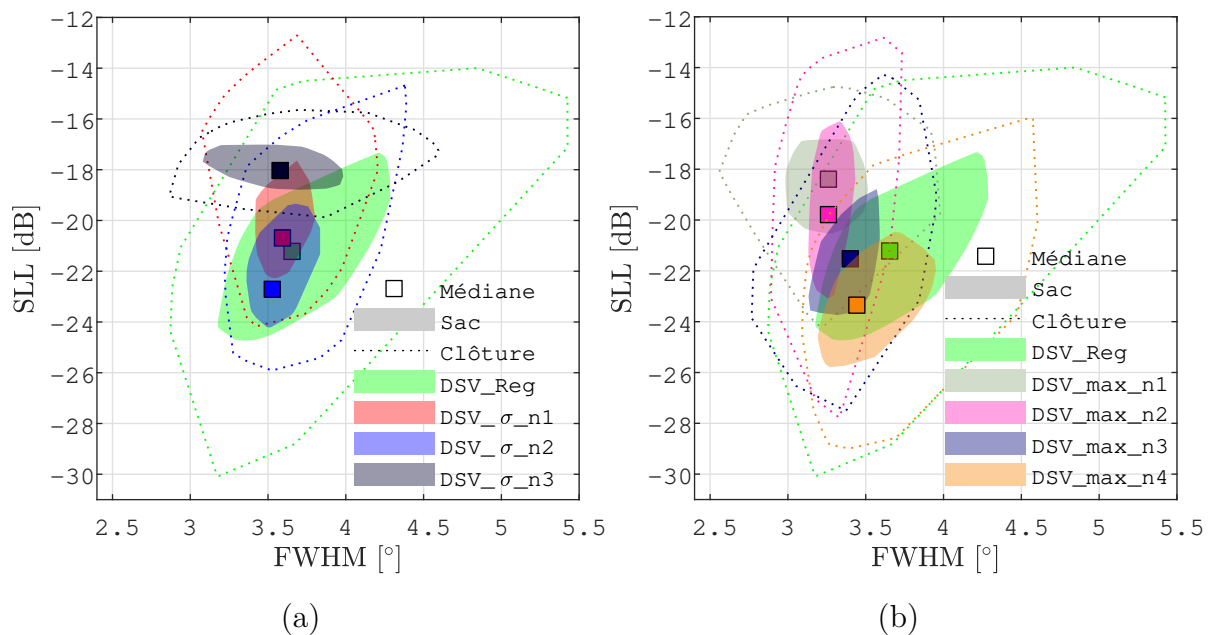 −12
−14
−16
−18
−20
−22
−24
−26
−28
−30
SLL [dB]
2.5 3 3.5 4 4.5 5 5.5
FWHM [°]
Médiane
Sac
Clôture
DSV_Reg
DSV_σ_n1
DSV_σ_n2
DSV_σ_n3
(a)
−12
−14
−16
−18
−20
−22
−24
−26
−28
−30
SLL [dB]
2.5 3 3.5 4 4.5 5 5.5
FWHM [°]
Médiane
Sac
Clôture
DSV_Reg
DSV_max_n1
DSV_max_n2
DSV_max_n3
DSV_max_n4
(b)